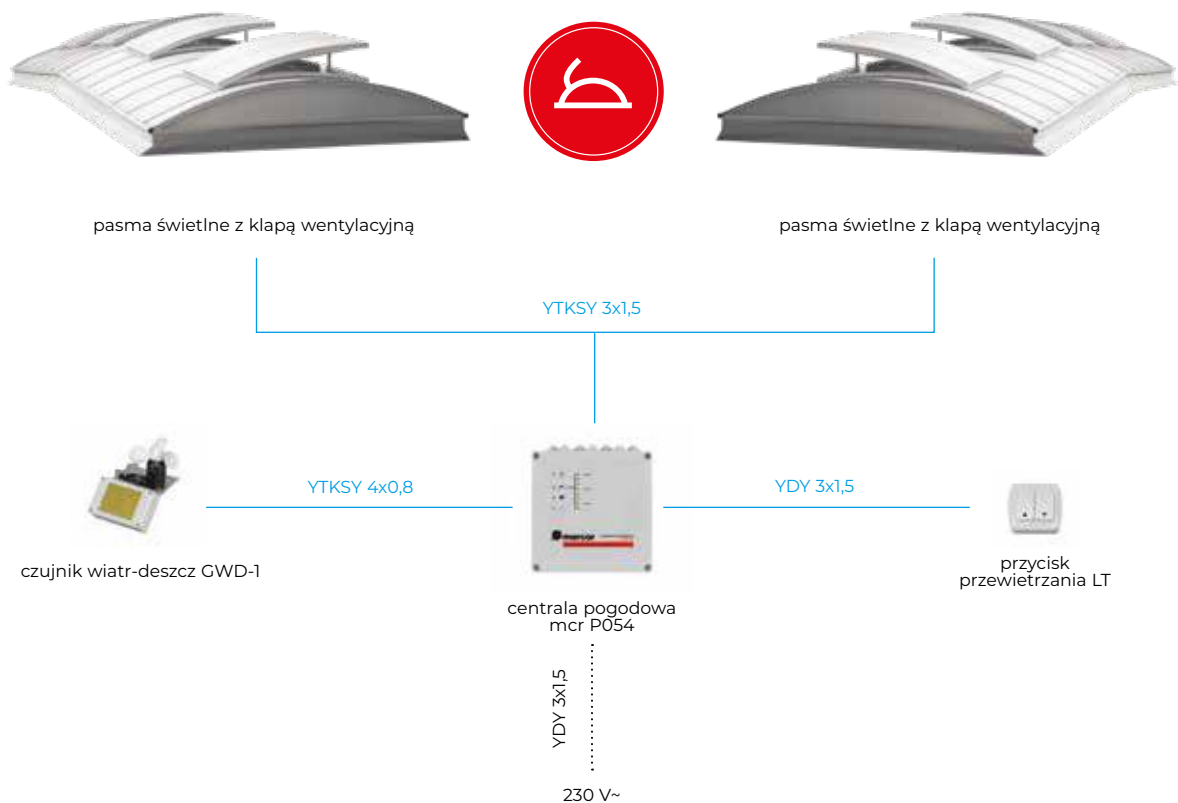 pasma świetlne z klapą wentylacyjną
pasma świetlne z klapą wentylacyjną
YTKSY 3x1,5
YTKSY 4x0,8
YDY 3x1,5
mercor
czujnik wiatr-deszcz GWD-1
przycisk
przewietrzania LT
centrala pogodowa
mcr P054
YDY 3x1,5
230 V~